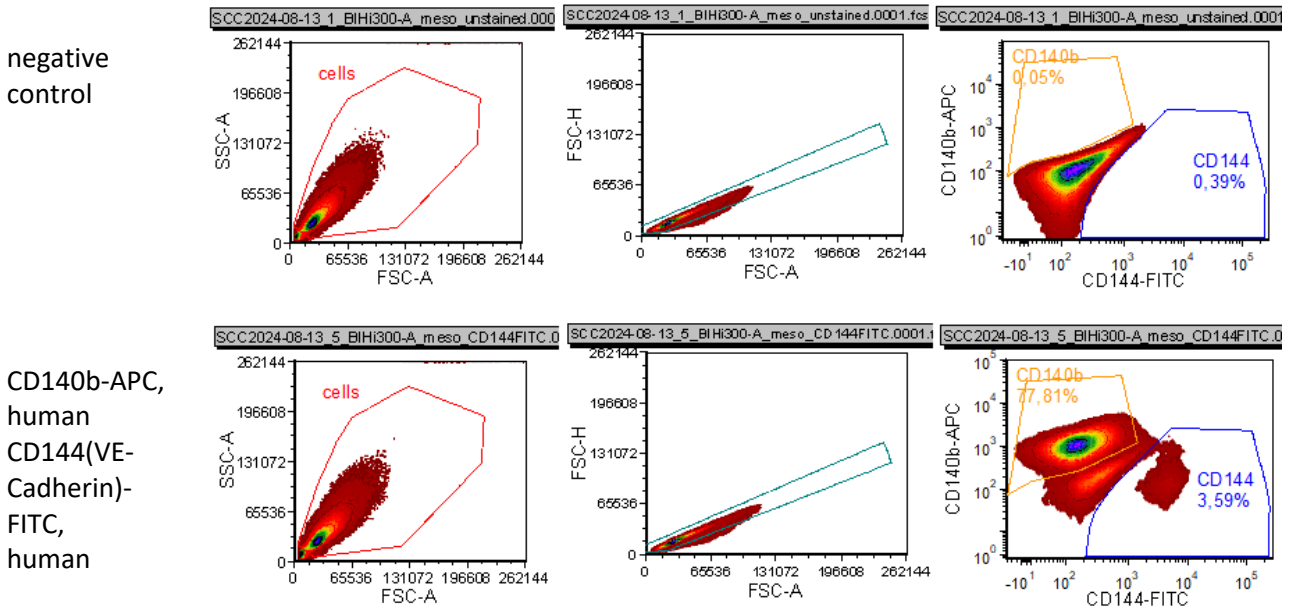 negative
control
SCC2024-08-13_1_BIHi300-A_meso_unstained.000
262144
196608
131072
65536
0
SSC-A
cells
0 65536 131072 196608 262144
FSC-A
SCC2024-08-13_1_BIHi300-A_meso_unstained.0001.fcs
262144
196608
131072
65536
0
FSC-H
0 65536 131072 196608 262144
FSC-A
SCC2024-08-13_1_BIHi300-A_meso_unstained.0001
10^4
10^3
10^2
10^0
CD140b-APC
CD140b
0,05%
CD144
0,39%
-10^1 10^2 10^3 10^4 10^5
CD144-FITC
CD140b-APC,
human
CD144(VE-
Cadherin)-
FITC,
human
SCC2024-08-13_5_BIHi300-A_meso_CD144FITC.0
262144
196608
131072
65536
0
SSC-A
cells
0 65536 131072 196608 262144
FSC-A
SCC2024-08-13_5_BIHi300-A_meso_CD144FITC.0001.
262144
196608
131072
65536
0
FSC-H
0 65536 131072 196608 262144
FSC-A
SCC2024-08-13_5_BIHi300-A_meso_CD144FITC.0
10^5
10^4
10^3
10^2
10^0
CD140b-APC
CD140b
77,81%
CD144
3,59%
-10^1 10^2 10^3 10^4 10^5
CD144-FITC